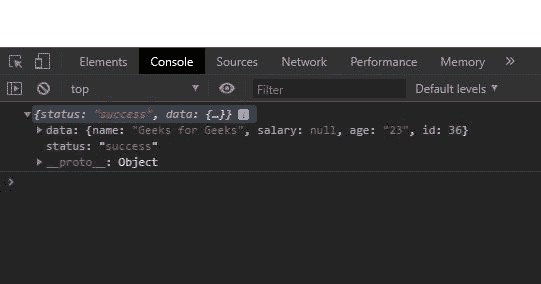 Elements Console Sources Network Performance Memory »
top ▼ Filter Default levels ▼
▼{status: "success", data: {…}} i
▶data: {name: "Geeks for Geeks", salary: null, age: "23", id: 36}
status: "success"
▶__proto__: Object
>